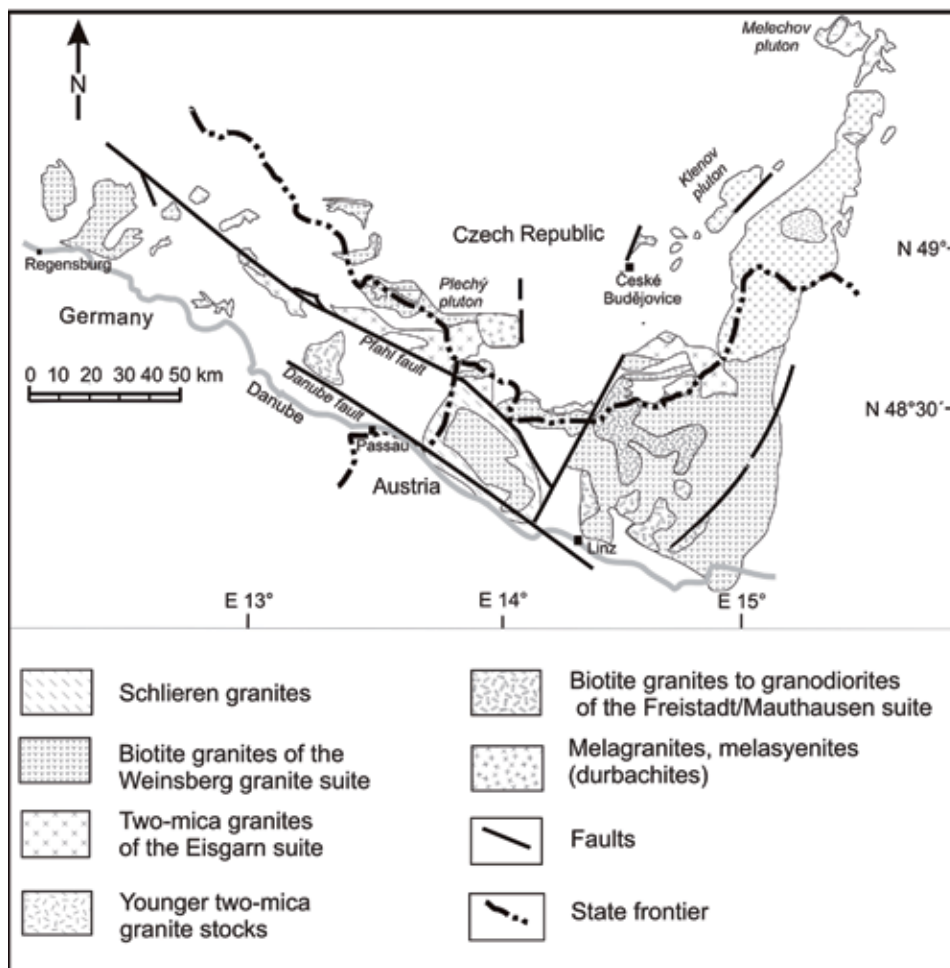 Melechov
pluton
N
Klenov
pluton
Czech Republic
N 49°
Regensburg
České
Budějovice
Plechý
pluton
Germany
Pfahl fault
0 10 20 30 40 50 km
Danube fault
Danube
N 48°30´
Passau
Austria
Linz
E 13°
E 14°
E 15°
Schlieren granites
Biotite granites of the
Weinsberg granite suite
Two-mica granites
of the Eisgarn suite
Younger two-mica
granite stocks
Biotite granites to granodiorites
of the Freistadt/Mauthausen suite
Melagranites, melasyenites
(durbachites)
Faults
State frontier